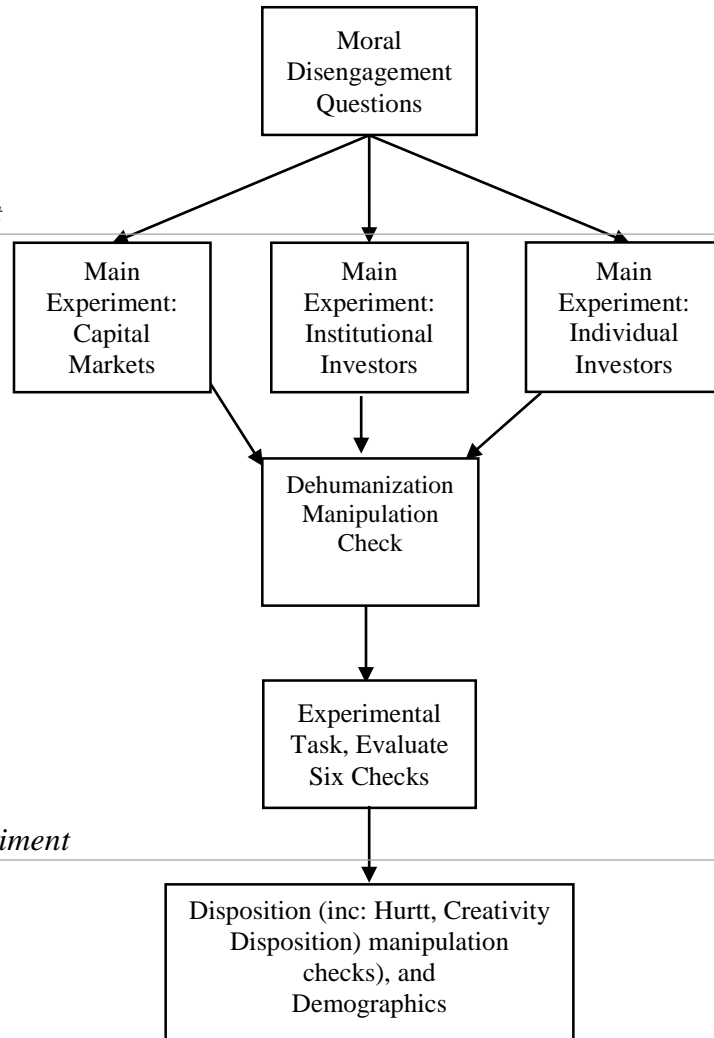 Moral
Disengagement
Questions
Main
Experiment:
Capital
Markets
Main
Experiment:
Institutional
Investors
Main
Experiment:
Individual
Investors
Dehumanization
Manipulation
Check
Experimental
Task, Evaluate
Six Checks
iment
Disposition (inc: Hurtt, Creativity
Disposition) manipulation
checks), and
Demographics